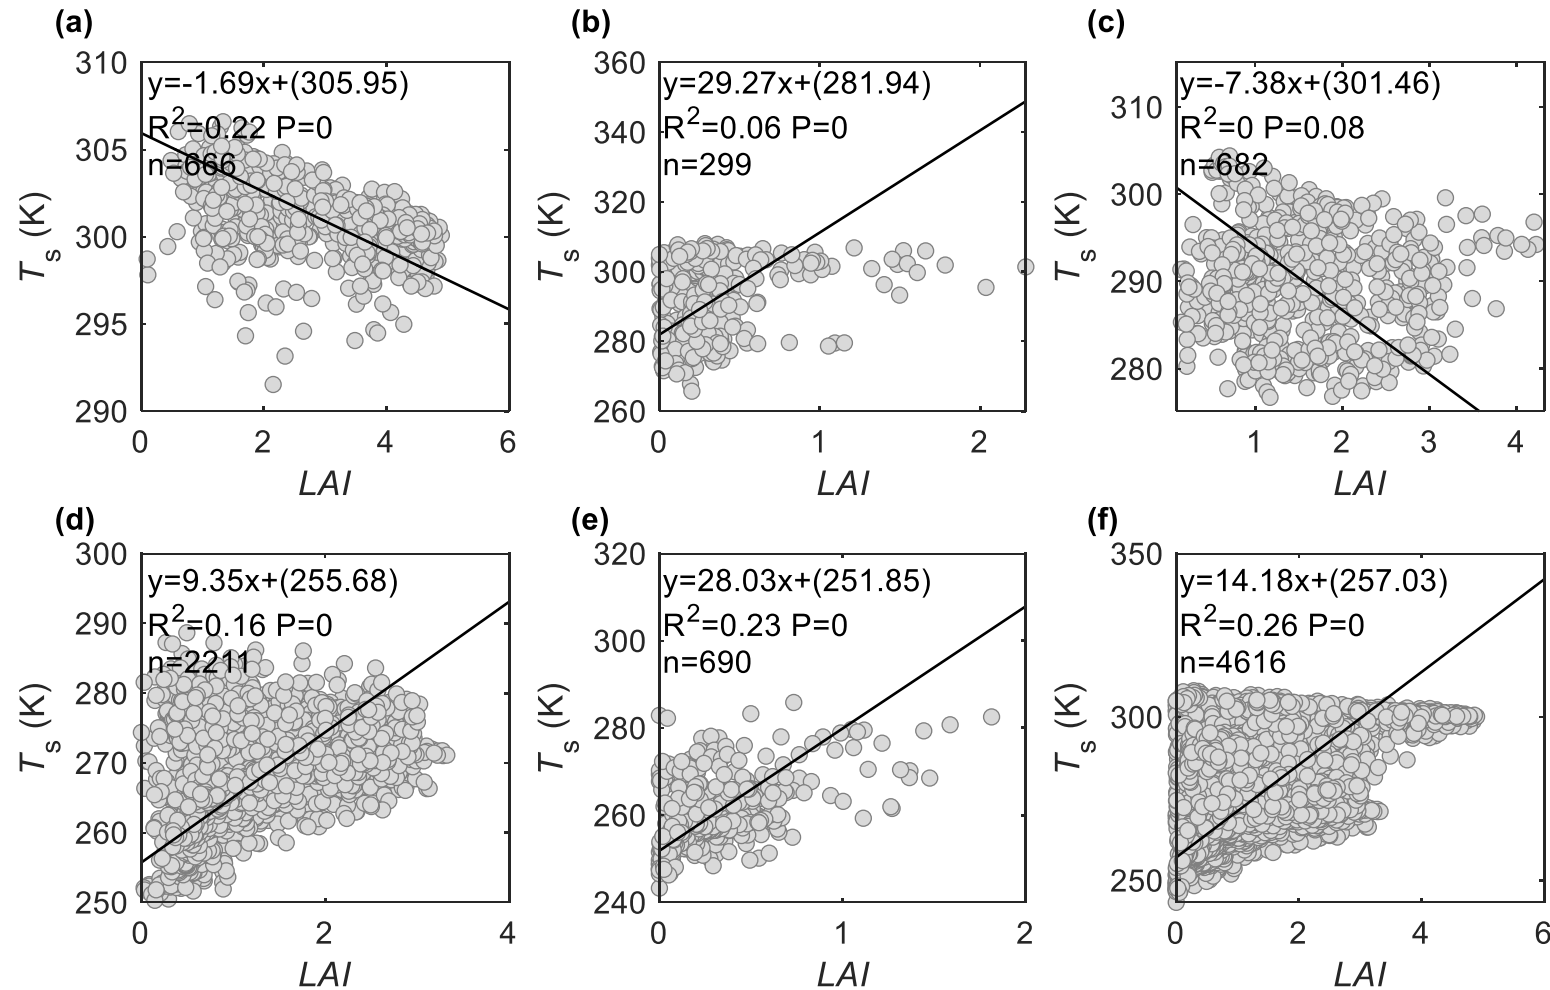 (a)
y=-1.69x+(305.95)
R²=0.22 P=0
n=666
310
305
300
295
290
0 2 4 6
Tₛ (K)
LAI
(b)
y=29.27x+(281.94)
R²=0.06 P=0
n=299
360
340
320
300
280
260
0 1 2
Tₛ (K)
LAI
(c)
y=-7.38x+(301.46)
R²=0 P=0.08
n=682
310
300
290
280
1 2 3 4
Tₛ (K)
LAI
(d)
y=9.35x+(255.68)
R²=0.16 P=0
n=2211
300
290
280
270
260
250
0 2 4
Tₛ (K)
LAI
(e)
y=28.03x+(251.85)
R²=0.23 P=0
n=690
320
300
280
260
240
0 1 2
Tₛ (K)
LAI
(f)
y=14.18x+(257.03)
R²=0.26 P=0
n=4616
350
300
250
0 2 4 6
Tₛ (K)
LAI